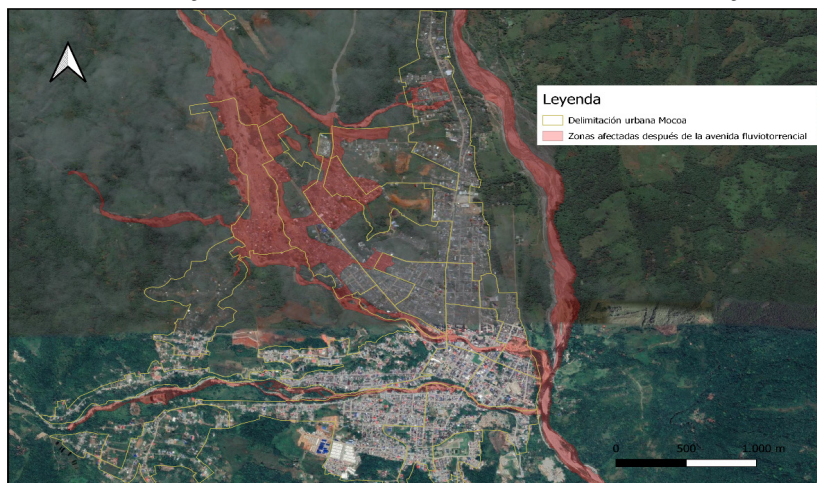 Leyenda
Delimitación urbana Mocoa
Zonas afectadas después de la avenida fluviotorrencial
0 500 1.000 m